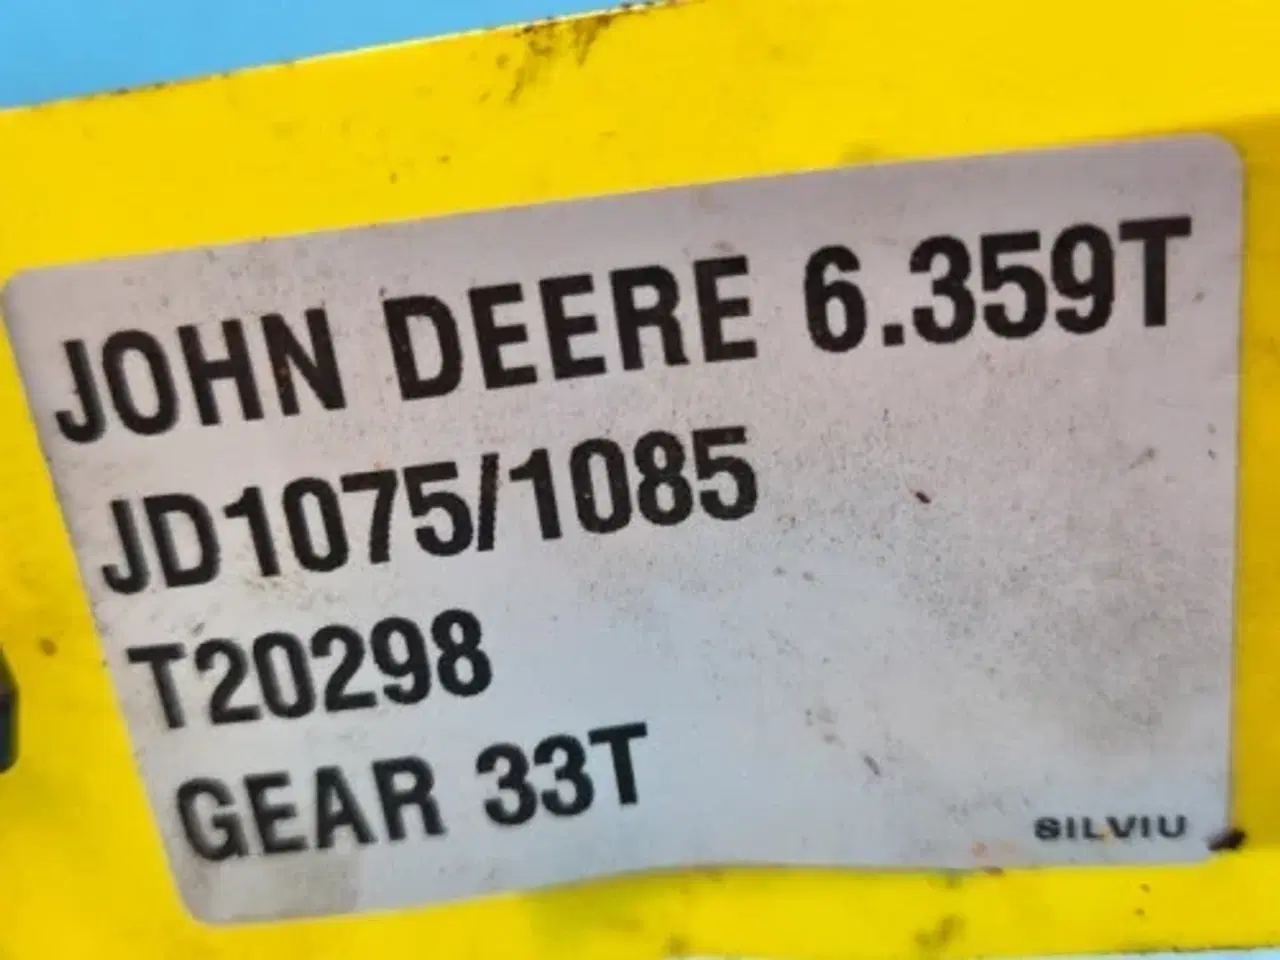 JOHN DEERE 6.359T
JD1075/1085
T20298
GEAR 33T
SILVIU